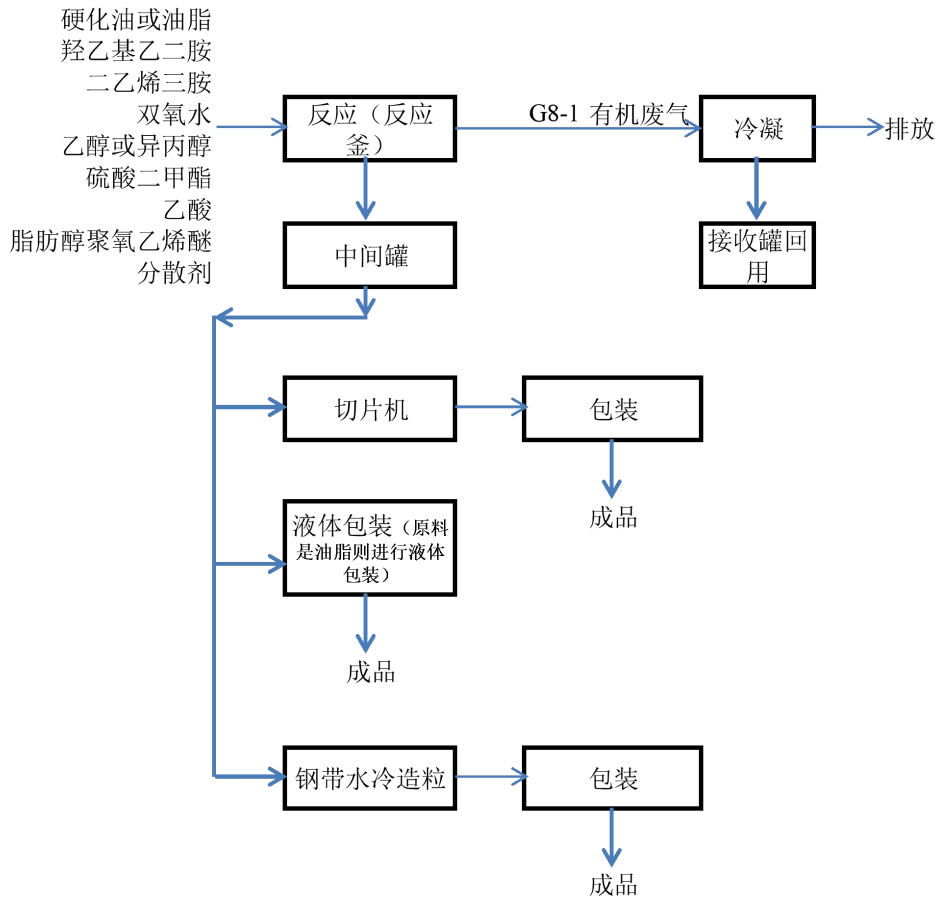 硬化油或油脂
羟乙基乙二胺
二乙烯三胺
双氧水
乙醇或异丙醇
硫酸二甲酯
乙酸
脂肪醇聚氧乙烯醚
分散剂
反应（反应
釜）
G8-1 有机废气
冷凝
排放
中间罐
接收罐回
用
切片机
包装
成品
液体包装（原料
是油脂则进行液体
包装）
成品
钢带水冷造粒
包装
成品